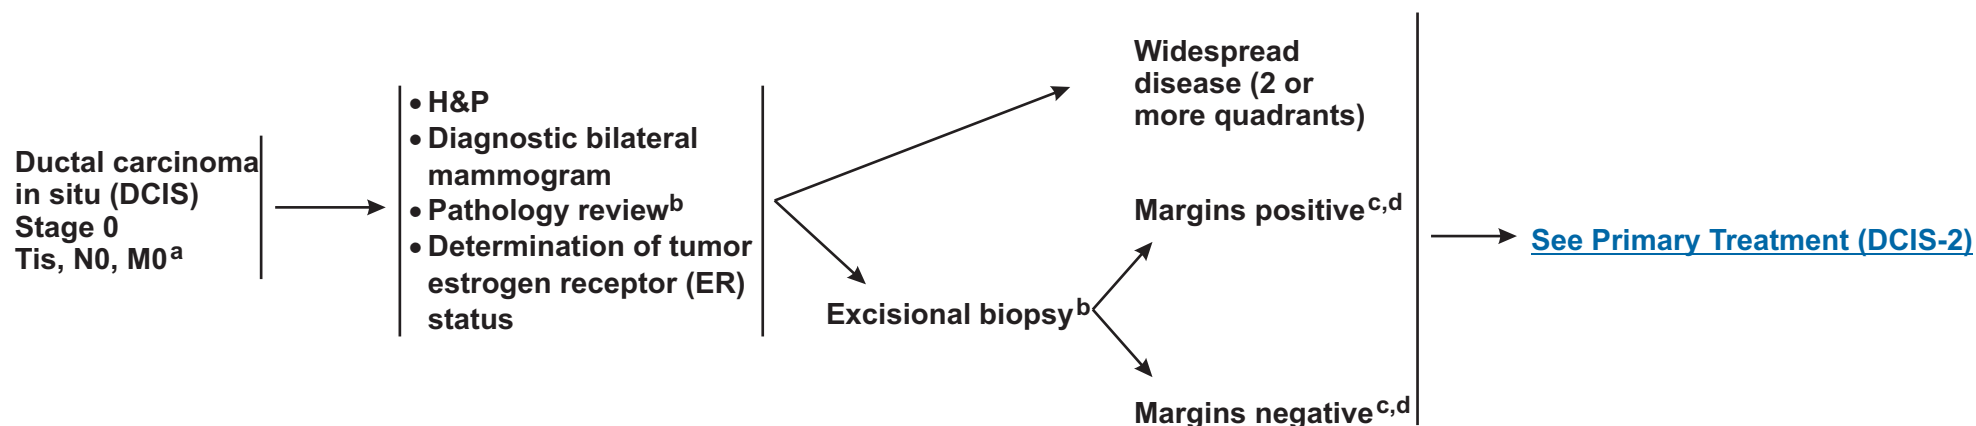 Ductal carcinoma
in situ (DCIS)
Stage 0
Tis, N0, M0a
• H&P
• Diagnostic bilateral
mammogram
• Pathology reviewb
• Determination of tumor
estrogen receptor (ER)
status
Widespread
disease (2 or
more quadrants)
Excisional biopsyb
Margins positivec,d
Margins negativec,d
See Primary Treatment (DCIS-2)